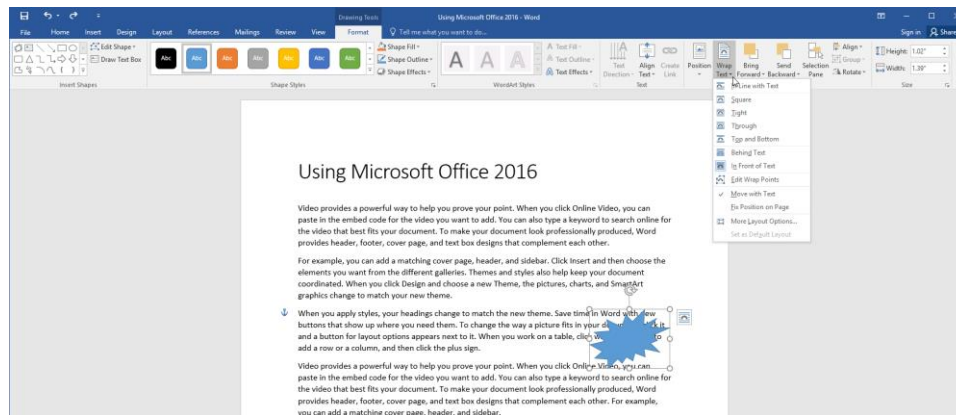 Drawing Tools
Using Microsoft Office 2016 - Word
File Home Insert Design Layout References Mailings Review View Format Tell me what you want to do... Sign in Share
Edit Shape
Draw Text Box
Insert Shapes
Abc Abc Abc Abc Abc Abc Abc
Shape Styles
Shape Fill
Shape Outline
Shape Effects
A A A
WordArt Styles
Text Fill
Text Outline
Text Effects
Text Direction
Align Text
Create Link
Text
Position
Wrap Text
Bring Forward
Send Backward
Selection Pane
Align
Group
Rotate
Height: 1.02"
Width: 1.39"
Size
In Line with Text
Square
Tight
Through
Top and Bottom
Behind Text
In Front of Text
Edit Wrap Points
Move with Text
Fix Position on Page
More Layout Options...
Set as Default Layout
Using Microsoft Office 2016
Video provides a powerful way to help you prove your point. When you click Online Video, you can
paste in the embed code for the video you want to add. You can also type a keyword to search online for
the video that best fits your document. To make your document look professionally produced, Word
provides header, footer, cover page, and text box designs that complement each other.
For example, you can add a matching cover page, header, and sidebar. Click Insert and then choose the
elements you want from the different galleries. Themes and styles also help keep your document
coordinated. When you click Design and choose a new Theme, the pictures, charts, and SmartArt
graphics change to match your new theme.
When you apply styles, your headings change to match the new theme. Save time in Word with new
buttons that show up where you need them. To change the way a picture fits in your it
and a button for layout options appears next to it. When you work on a table, to
add a row or a column, and then click the plus sign.
Video provides a powerful way to help you prove your point. When you click Online Video, you can
paste in the embed code for the video you want to add. You can also type a keyword to search online for
the video that best fits your document. To make your document look professionally produced, Word
provides header, footer, cover page, and text box designs that complement each other. For example,
you can add a matching cover page, header, and sidebar.